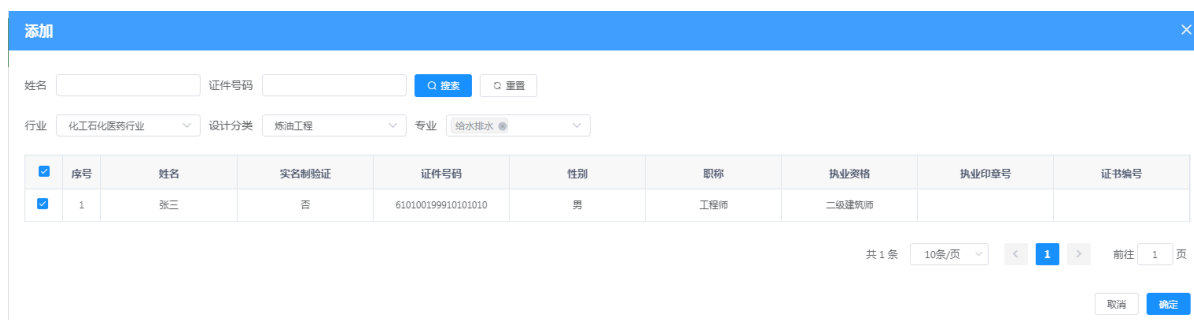 添加
姓名 证件号码 搜索 重置
行业 化工石化医药行业 设计分类 炼油工程 专业 给水排水
序号 姓名 实名制验证 证件号码 性别 职称 执业资格 执业印章号 证书编号
1 张三 否 610100199910101010 男 工程师 二级建筑师
共 1 条 10条/页 1 前往 1 页
取消 确定